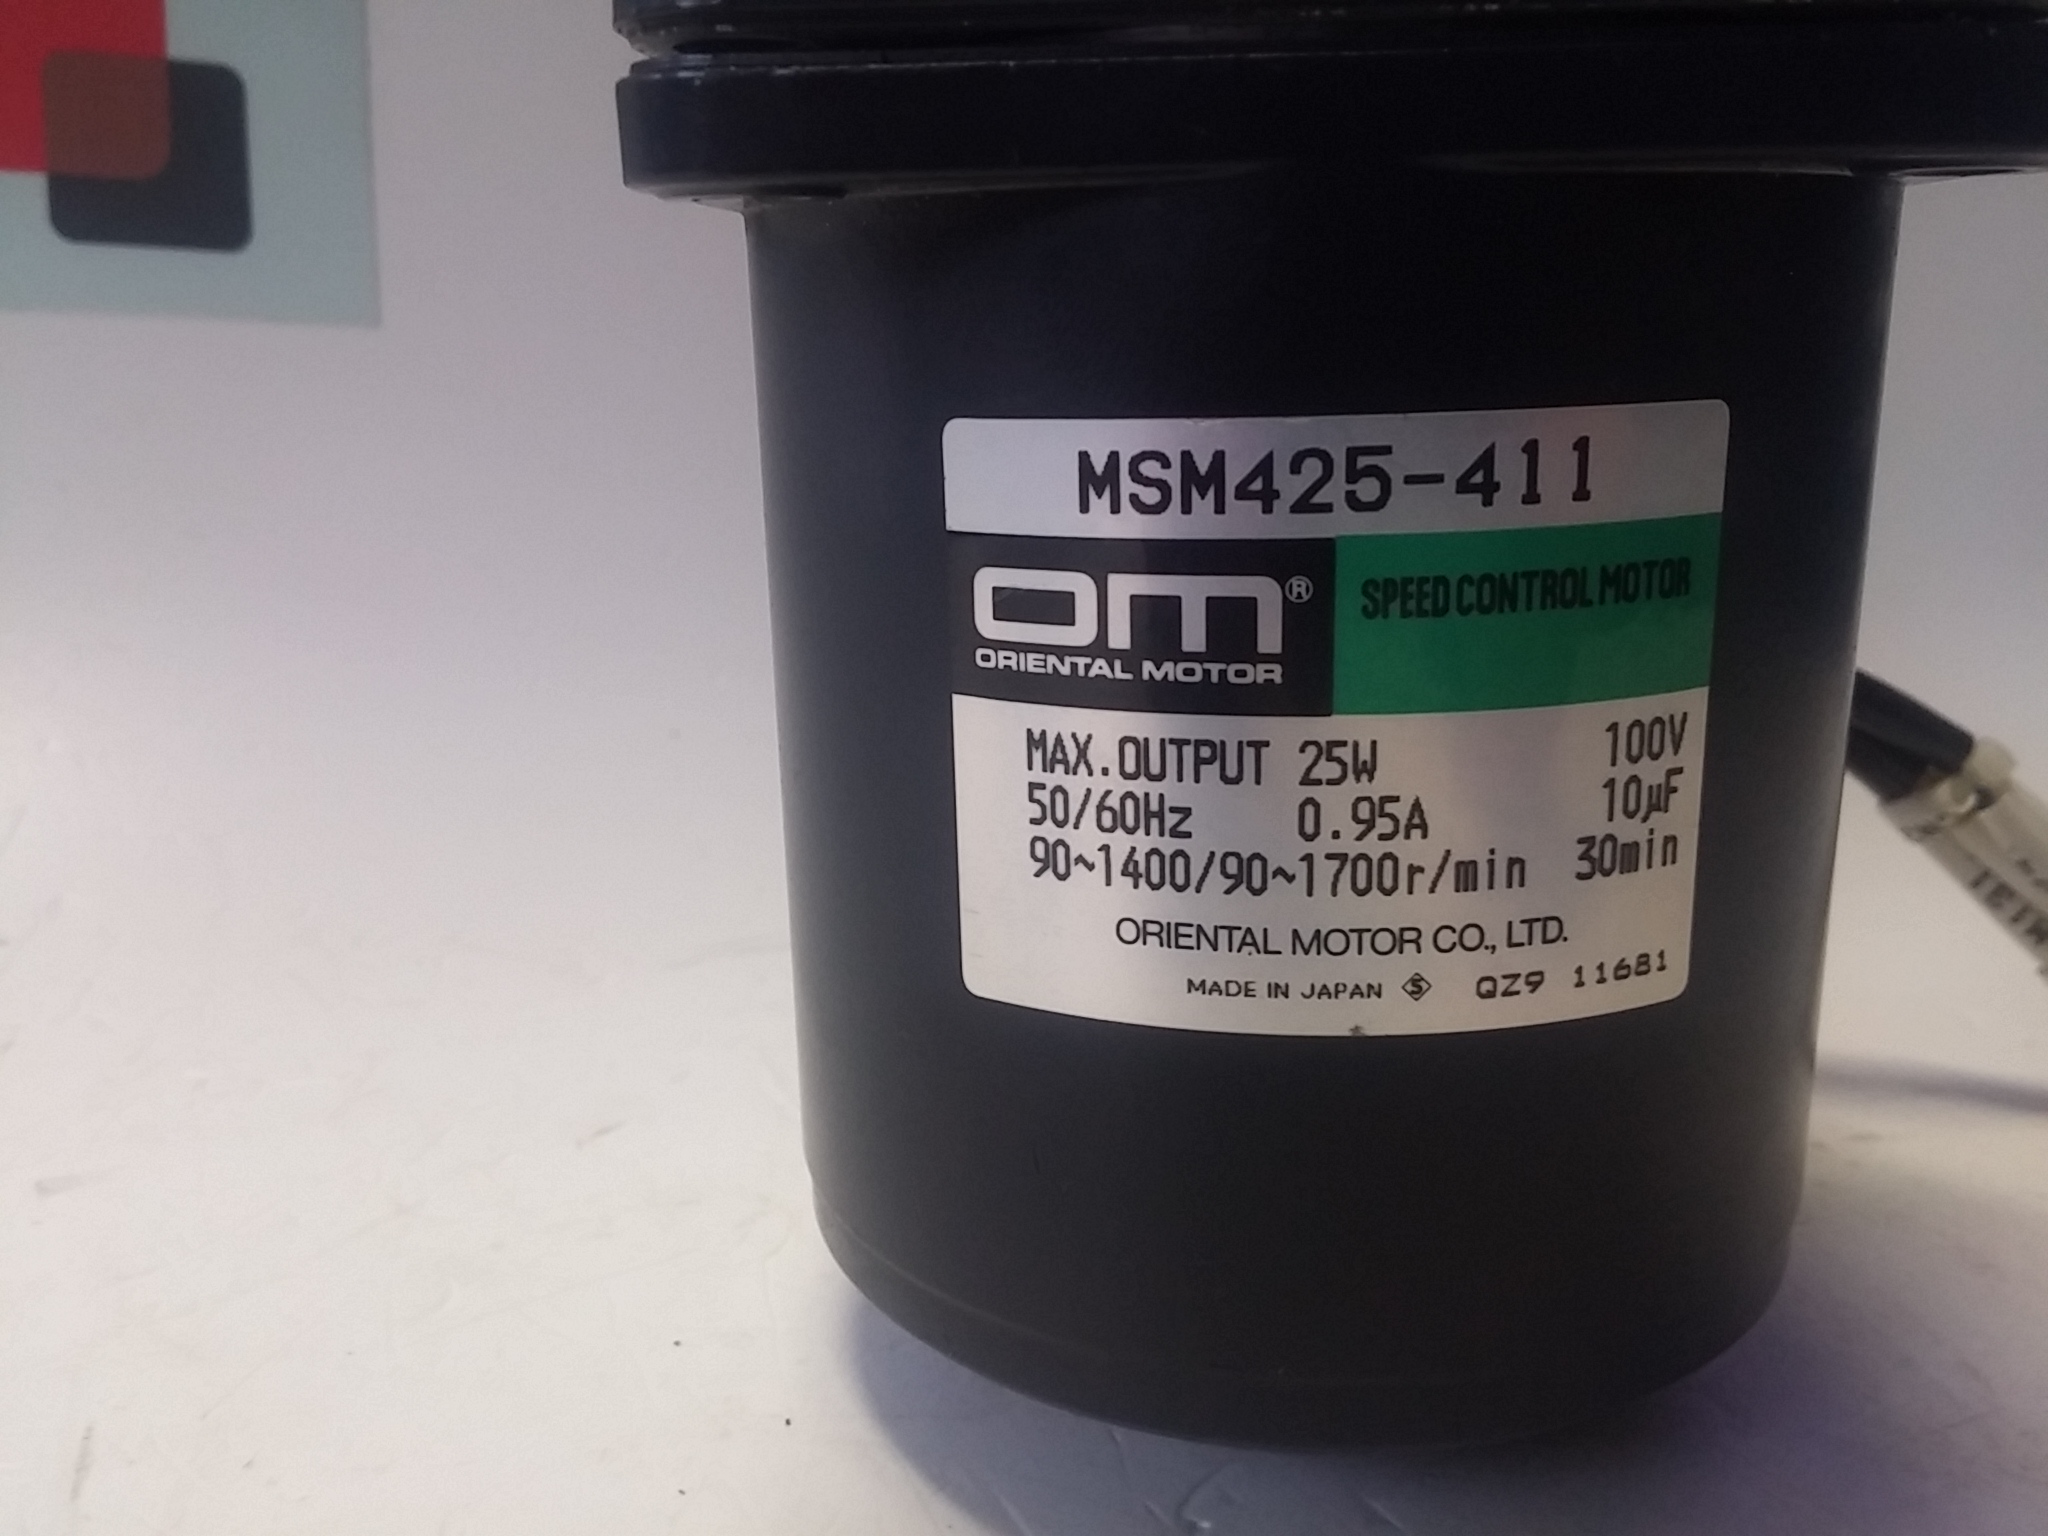 MSM425-411
om®
ORIENTAL MOTOR
SPEED CONTROL MOTOR
MAX.OUTPUT 25W 100V
50/60Hz 0.95A 10µF
90~1400/90~1700r/min 30min
ORIENTAL MOTOR CO., LTD.
MADE IN JAPAN S QZ9 11681